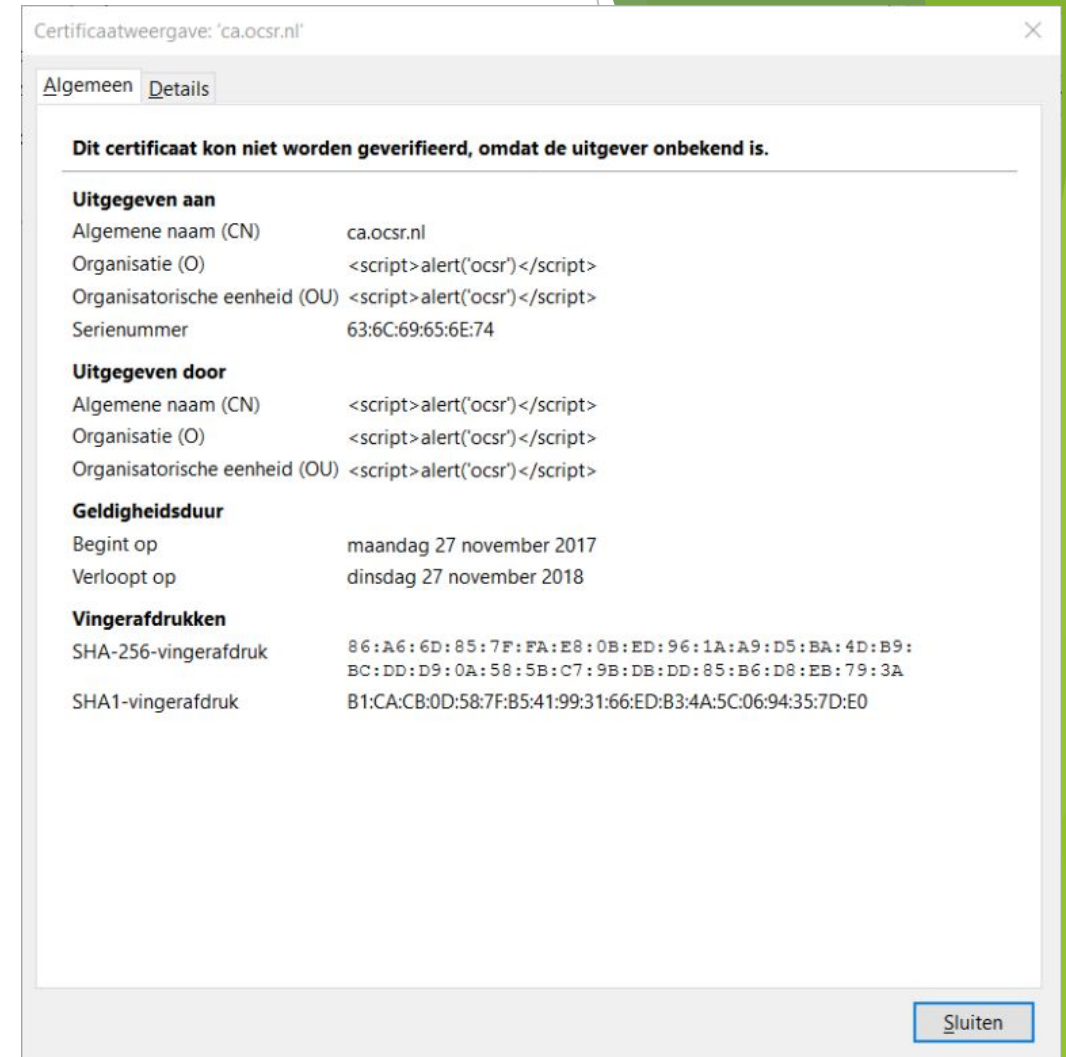 Certificaatweergave: 'ca.ocsr.nl'
Algemeen Details
Dit certificaat kon niet worden geverifieerd, omdat de uitgever onbekend is.
Uitgegeven aan
Algemene naam (CN) ca.ocsr.nl
Organisatie (O) <script>alert('ocsr')</script>
Organisatorische eenheid (OU) <script>alert('ocsr')</script>
Serienummer 63:6C:69:65:6E:74
Uitgegeven door
Algemene naam (CN) <script>alert('ocsr')</script>
Organisatie (O) <script>alert('ocsr')</script>
Organisatorische eenheid (OU) <script>alert('ocsr')</script>
Geldigheidsduur
Begint op maandag 27 november 2017
Verloopt op dinsdag 27 november 2018
Vingerafdrukken
SHA-256-vingerafdruk 86:A6:6D:85:7F:FA:E8:0B:ED:96:1A:A9:D5:BA:4D:B9:
BC:DD:D9:0A:58:5B:C7:9B:DB:DD:85:B6:D8:EB:79:3A
SHA1-vingerafdruk B1:CA:CB:0D:58:7F:B5:41:99:31:66:ED:B3:4A:5C:06:94:35:7D:E0
Sluiten